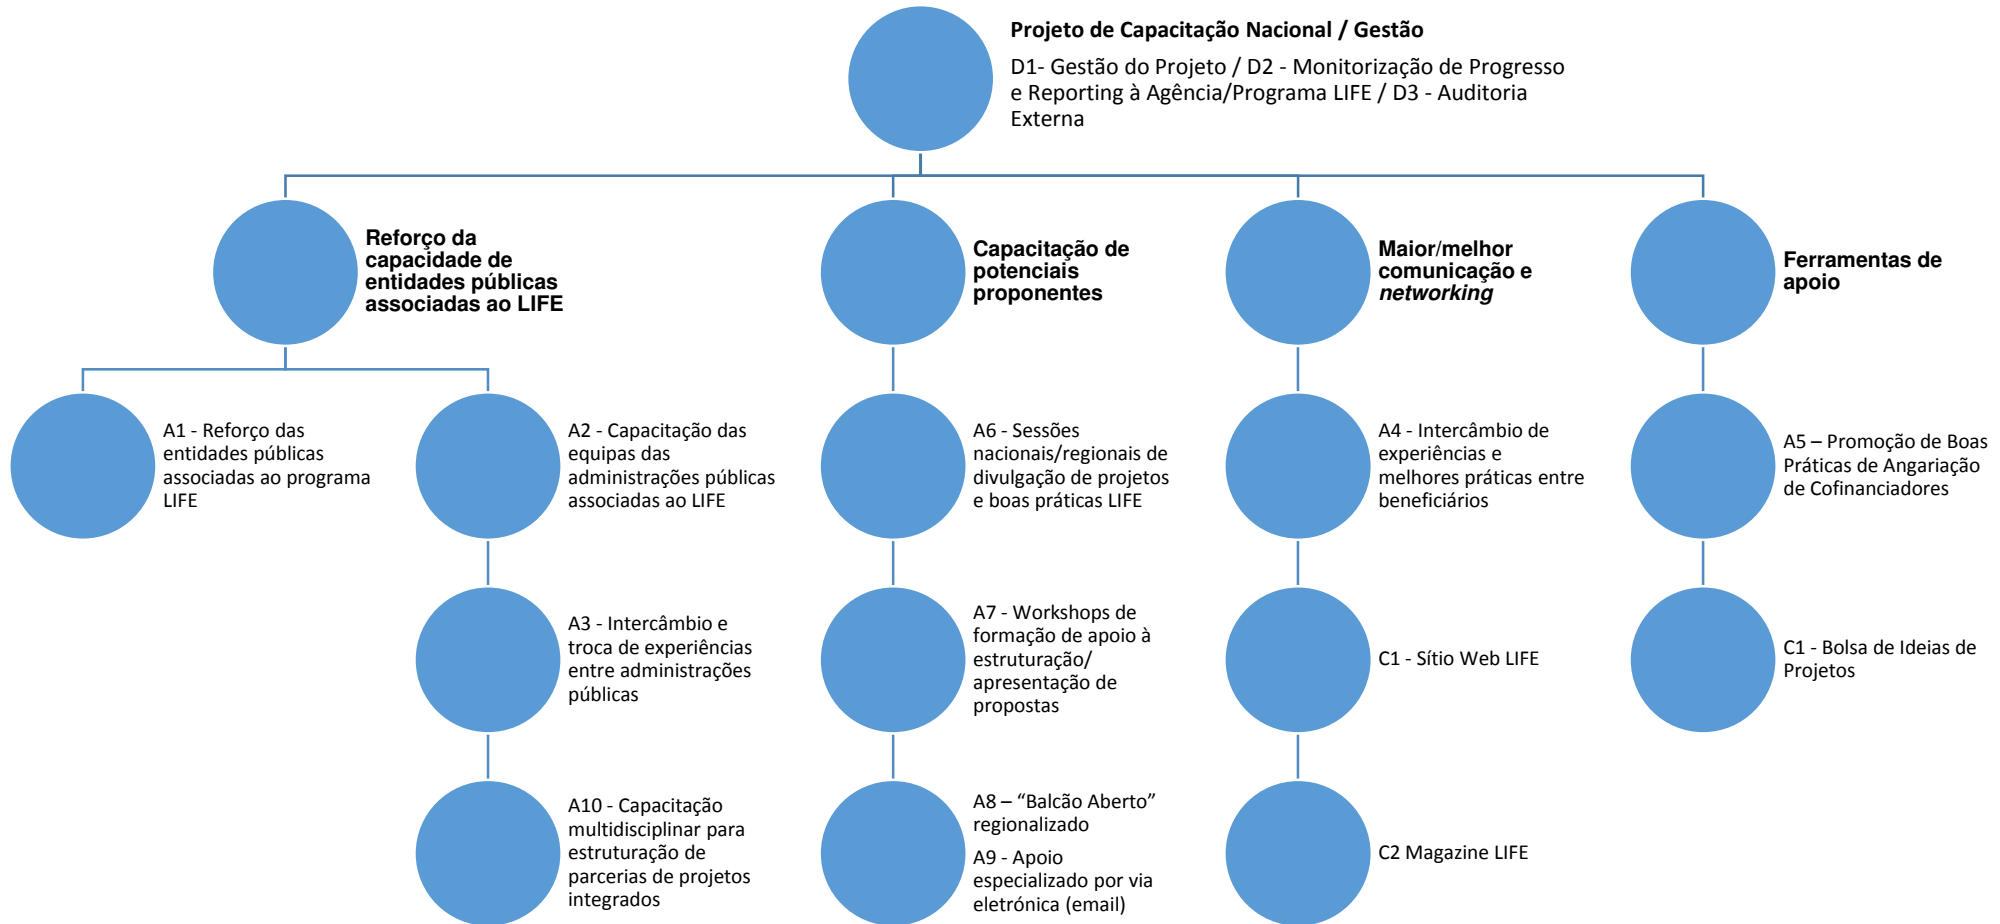 Projeto de Capacitação Nacional / Gestão
D1- Gestão do Projeto / D2 - Monitorização de Progresso
e Reporting à Agência/Programa LIFE / D3 - Auditoria
Externa
Reforço da
capacidade de
entidades públicas
associadas ao LIFE
Capacitação de
potenciais
proponentes
Maior/melhor
comunicação e
networking
Ferramentas de
apoio
A1 - Reforço das
entidades públicas
associadas ao programa
LIFE
A2 - Capacitação das
equipas das
administrações públicas
associadas ao LIFE
A6 - Sessões
nacionais/regionais de
divulgação de projetos
e boas práticas LIFE
A4 - Intercâmbio de
experiências e
melhores práticas entre
beneficiários
A5 – Promoção de Boas
Práticas de Angariação
de Cofinanciadores
A3 - Intercâmbio e
troca de experiências
entre administrações
públicas
A7 - Workshops de
formação de apoio à
estruturação/
apresentação de
propostas
C1 - Sítio Web LIFE
C1 - Bolsa de Ideias de
Projetos
A10 - Capacitação
multidisciplinar para
estruturação de
parcerias de projetos
integrados
A8 – “Balcão Aberto”
regionalizado
A9 - Apoio
especializado por via
eletrónica (email)
C2 Magazine LIFE